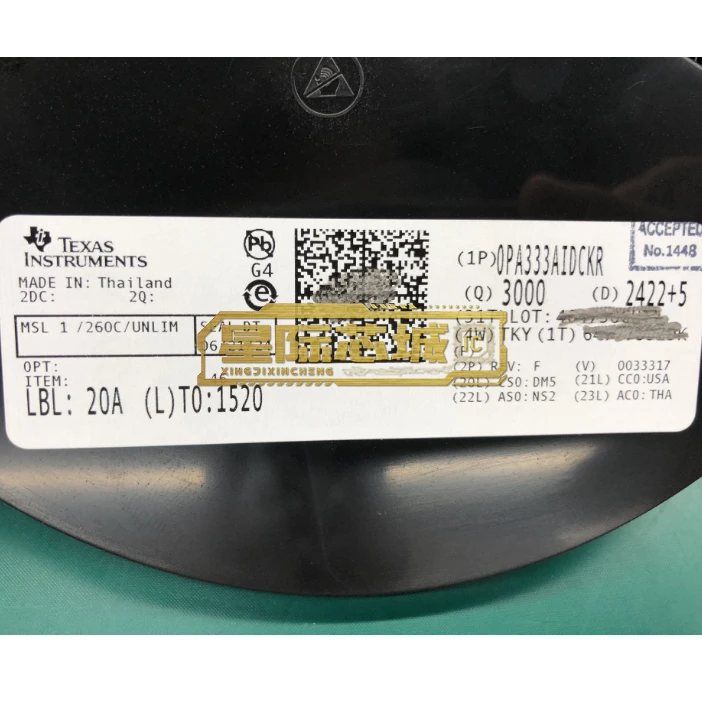 TEXAS
INSTRUMENTS
MADE IN: Thailand
2DC: 2Q:
MSL 1 /260C/UNLIM
OPT:
ITEM:
LBL: 20A (L)TO:1520
Pb
G4
e
(1P) OPA333AIDCKR
(Q) 3000 (D) 2422+5
LOT:
(4W) TKY (1T)
(2P) REV: F (V) 0033317
(20L) CSO: DM5 (21L) CCO:USA
(22L) ASO: NS2 (23L) ACO: THA
ACCEPTED
No.1448
星际芯城 IC
XINGJIXINCHENG